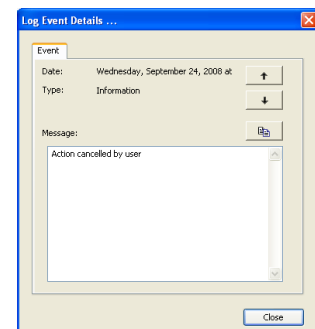 Log Event Details ...
Event
Date: Wednesday, September 24, 2008 at
Type: Information
Message:
Action cancelled by user
Close